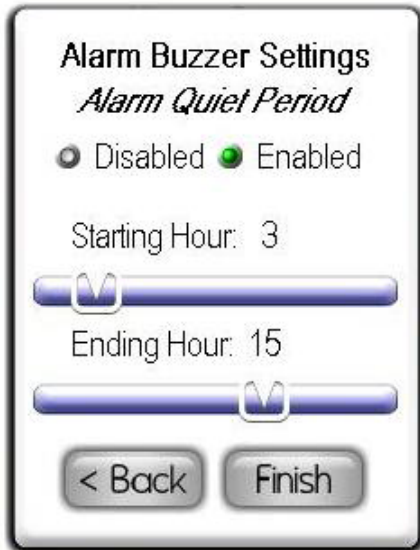 Alarm Buzzer Settings
Alarm Quiet Period
Disabled Enabled
Starting Hour: 3
Ending Hour: 15
< Back Finish